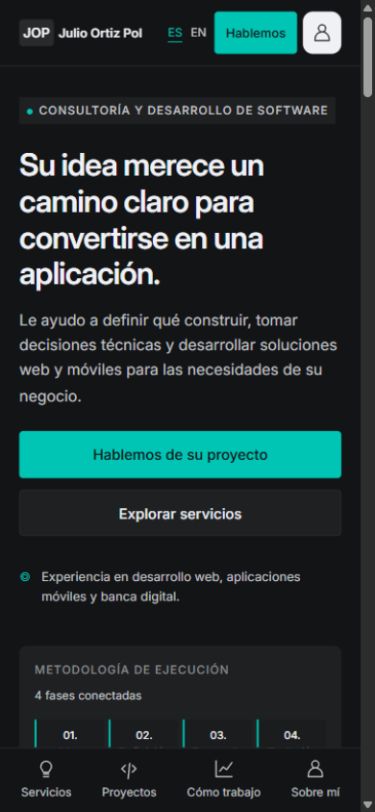 JOP Julio Ortiz Pol ES EN Hablemos
CONSULTORÍA Y DESARROLLO DE SOFTWARE
Su idea merece un
camino claro para
convertirse en una
aplicación.
Le ayudo a definir qué construir, tomar
decisiones técnicas y desarrollar soluciones
web y móviles para las necesidades de su
negocio.
Hablemos de su proyecto
Explorar servicios
Experiencia en desarrollo web, aplicaciones
móviles y banca digital.
METODOLOGÍA DE EJECUCIÓN
4 fases conectadas
01. 02. 03. 04.
Servicios Proyectos Cómo trabajo Sobre mí